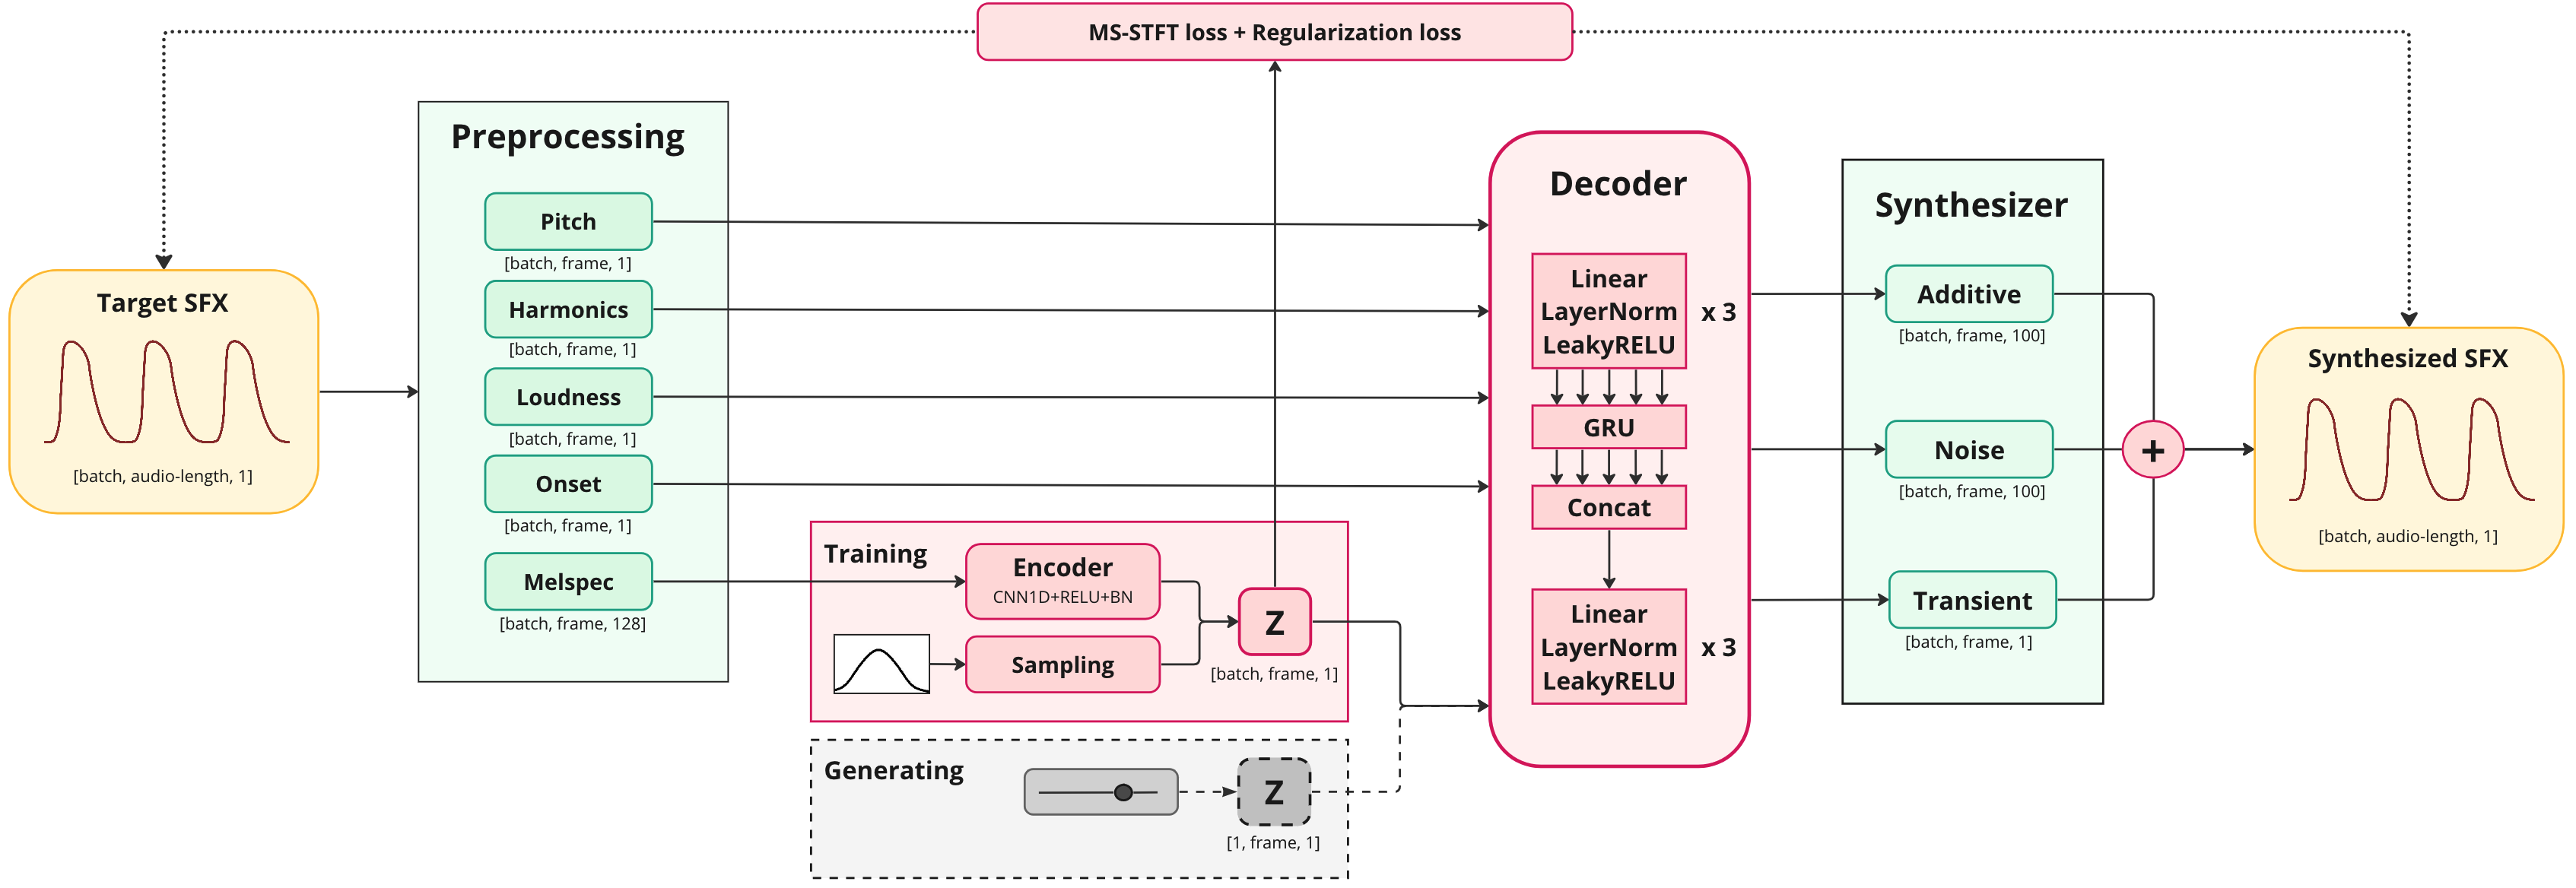 MS-STFT loss + Regularization loss
Target SFX
[batch, audio-length, 1]
Preprocessing
Pitch
[batch, frame, 1]
Harmonics
[batch, frame, 1]
Loudness
[batch, frame, 1]
Onset
[batch, frame, 1]
Melspec
[batch, frame, 128]
Training
Encoder
CNN1D+RELU+BN
Sampling
Z
[batch, frame, 1]
Generating
Z
[1, frame, 1]
Decoder
Linear
LayerNorm
LeakyRELU
x 3
GRU
Concat
Linear
LayerNorm
LeakyRELU
x 3
Synthesizer
Additive
[batch, frame, 100]
Noise
[batch, frame, 100]
Transient
[batch, frame, 1]
+
Synthesized SFX
[batch, audio-length, 1]